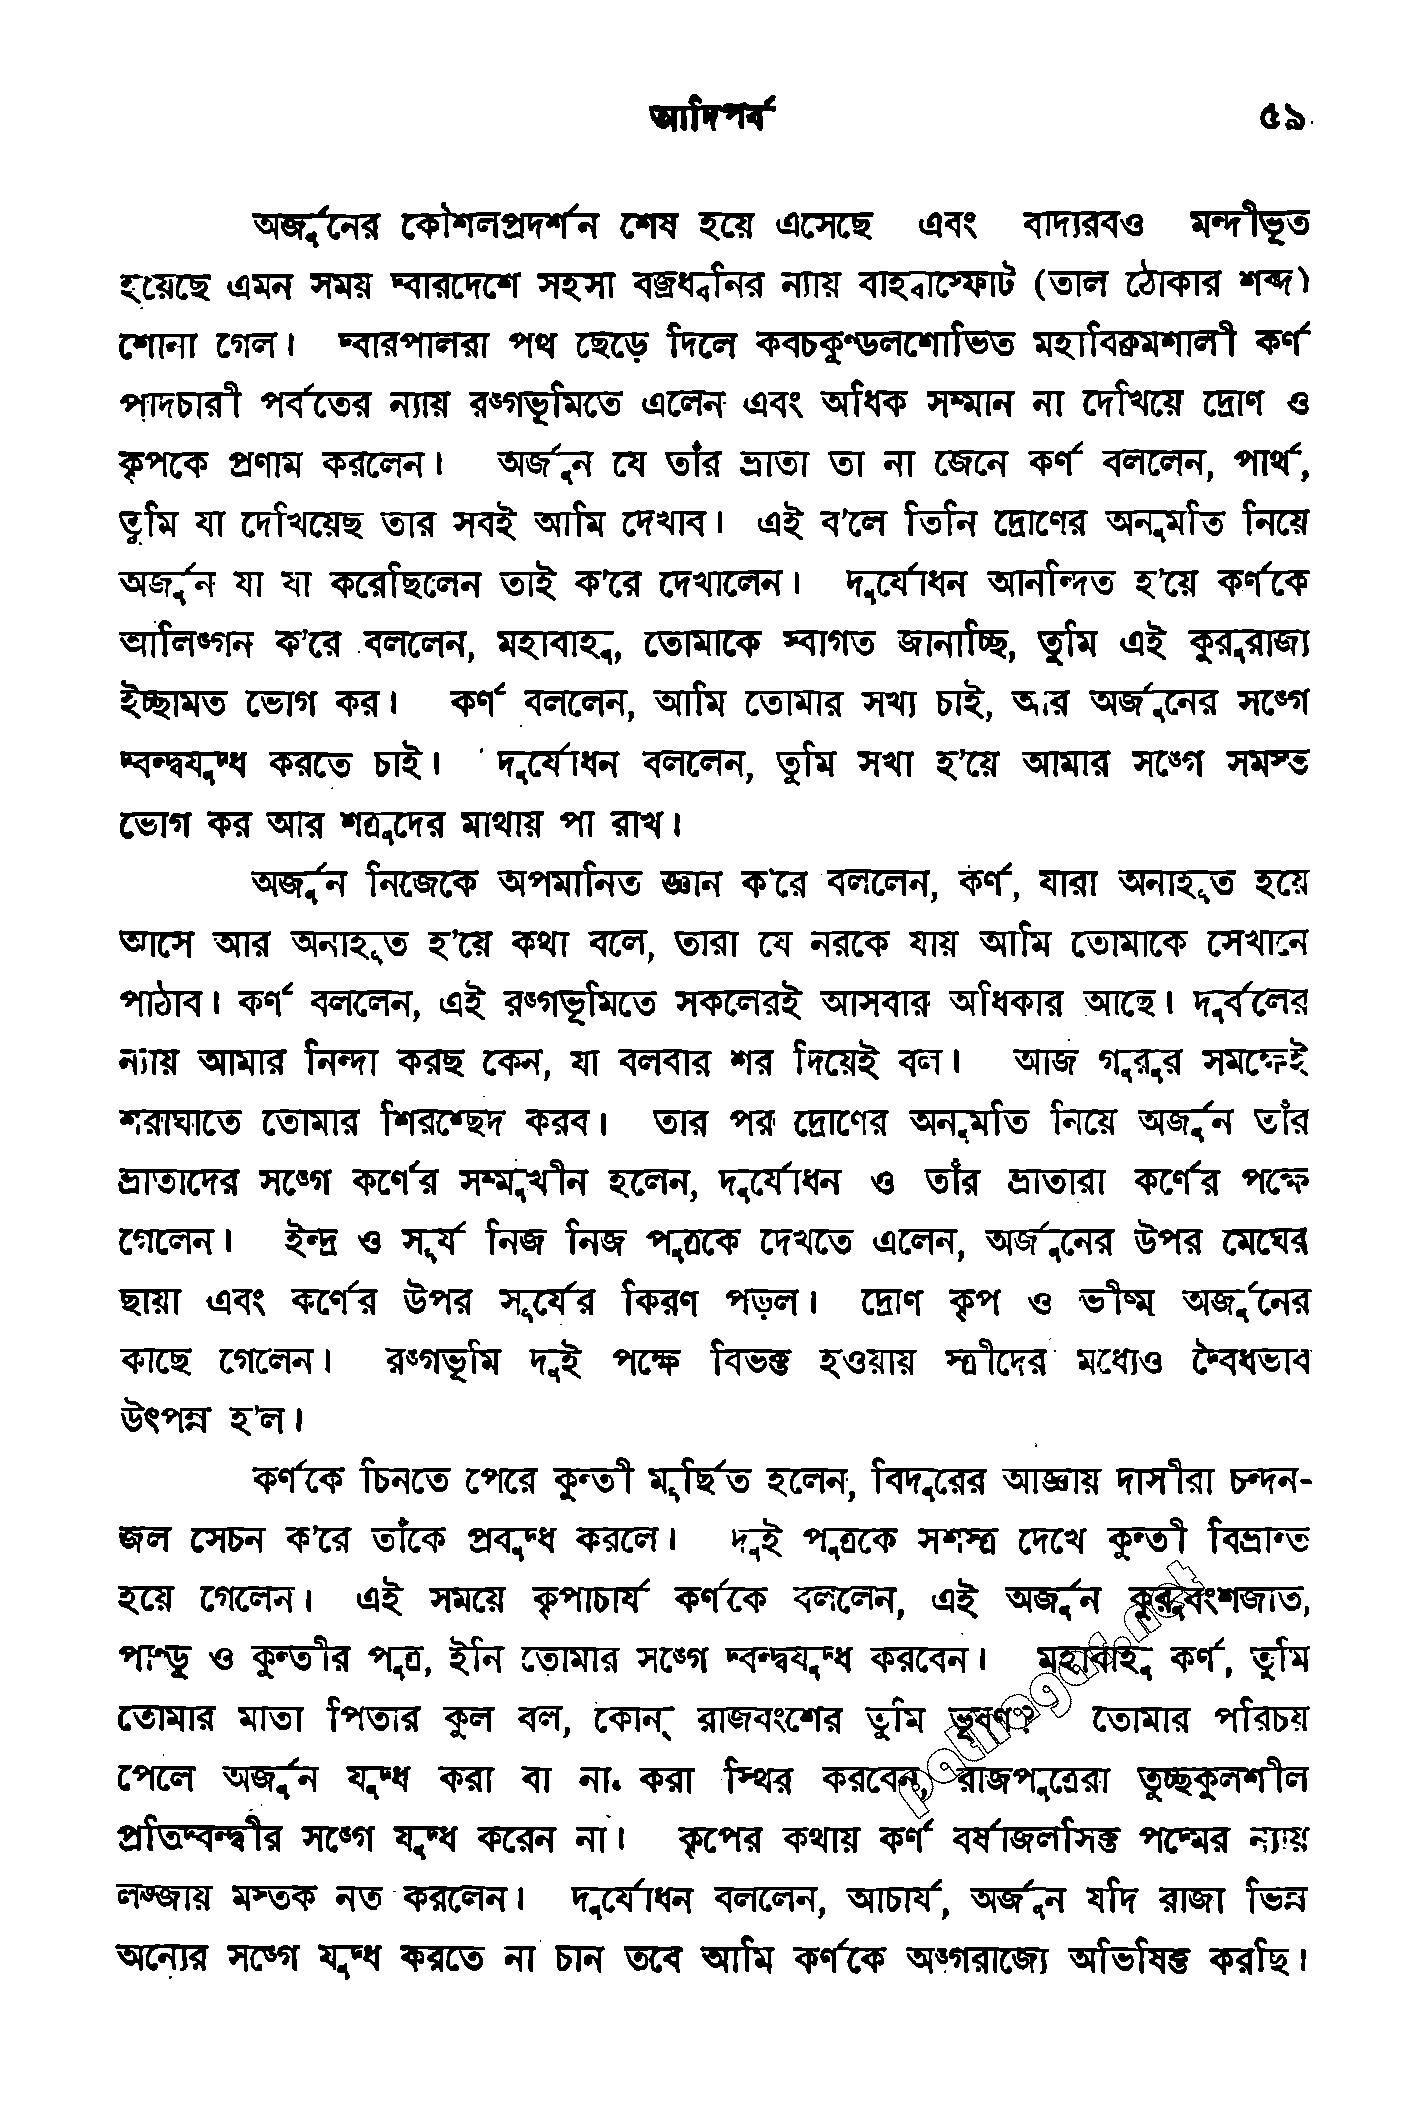 আদিপর্ব ৫৯
অর্জুনের কৌশলপ্রদর্শন শেষ হয়ে এসেছে এবং বাদ্যরবও মন্দীভূত
হয়েছে এমন সময় দ্বারদেশে সহসা বজ্রধ্বনির ন্যায় বাহ্বাস্ফোট (তাল ঠোকার শব্দ)
শোনা গেল। দ্বারপালরা পথ ছেড়ে দিলে কবচকুণ্ডলশোভিত মহাবিক্রমশালী কর্ণ
পাদচারী পর্বতের ন্যায় রঙ্গভূমিতে এলেন এবং অধিক সম্মান না দেখিয়ে দ্রোণ ও
কৃপকে প্রণাম করলেন। অর্জুন যে তাঁর ভ্রাতা তা না জেনে কর্ণ বললেন, পার্থ,
তুমি যা দেখিয়েছ তার সবই আমি দেখাব। এই ব'লে তিনি দ্রোণের অনুমতি নিয়ে
অর্জুন যা যা করেছিলেন তাই ক'রে দেখালেন। দুর্যোধন আনন্দিত হ'য়ে কর্ণকে
আলিঙ্গন ক'রে বললেন, মহাবাহু, তোমাকে স্বাগত জানাচ্ছি, তুমি এই কুরুরাজ্য
ইচ্ছামত ভোগ কর। কর্ণ বললেন, আমি তোমার সখ্য চাই, আর অর্জুনের সঙ্গে
দ্বন্দ্বযুদ্ধ করতে চাই। দুর্যোধন বললেন, তুমি সখা হ'য়ে আমার সঙ্গে সমস্ত
ভোগ কর আর শত্রুদের মাথায় পা রাখ।
অর্জুন নিজেকে অপমানিত জ্ঞান ক'রে বললেন, কর্ণ, যারা অনাহূত হয়ে
আসে আর অনাহূত হ'য়ে কথা বলে, তারা যে নরকে যায় আমি তোমাকে সেখানে
পাঠাব। কর্ণ বললেন, এই রঙ্গভূমিতে সকলেরই আসবার অধিকার আছে। দুর্বলের
ন্যায় আমার নিন্দা করছ কেন, যা বলবার শর দিয়েই বল। আজ গুরুর সমক্ষেই
শরাঘাতে তোমার শিরশ্ছেদ করব। তার পর দ্রোণের অনুমতি নিয়ে অর্জুন তাঁর
ভ্রাতাদের সঙ্গে কর্ণের সম্মুখীন হলেন, দুর্যোধন ও তাঁর ভ্রাতারা কর্ণের পক্ষে
গেলেন। ইন্দ্র ও সূর্য নিজ নিজ পুত্রকে দেখতে এলেন, অর্জুনের উপর মেঘের
ছায়া এবং কর্ণের উপর সূর্যের কিরণ পড়ল। দ্রোণ কৃপ ও ভীষ্ম অর্জুনের
কাছে গেলেন। রঙ্গভূমি দুই পক্ষে বিভক্ত হওয়ায় স্ত্রীদের মধ্যেও দ্বৈধভাব
উৎপন্ন হ'ল।
কর্ণকে চিনতে পেরে কুন্তী মূর্ছিত হলেন, বিদুরের আজ্ঞায় দাসীরা চন্দন-
জল সেচন ক'রে তাঁকে প্রবুদ্ধ করলে। দুই পুত্রকে সশস্ত্র দেখে কুন্তী বিভ্রান্ত
হয়ে গেলেন। এই সময়ে কৃপাচার্য কর্ণকে বললেন, এই অর্জুন কুরুবংশজাত,
পাণ্ডু ও কুন্তীর পুত্র, ইনি তোমার সঙ্গে দ্বন্দ্বযুদ্ধ করবেন। মহাবাহু কর্ণ, তুমি
তোমার মাতা পিতার কুল বল, কোন্ রাজবংশের তুমি ভূষণ? তোমার পরিচয়
পেলে অর্জুন যুদ্ধ করা বা না করা স্থির করবেন, রাজপুত্রেরা তুচ্ছকুলশীল
প্রতিদ্বন্দ্বীর সঙ্গে যুদ্ধ করেন না। কৃপের কথায় কর্ণ বর্ষাজলসিক্ত পদ্মের ন্যায়
লজ্জায় মস্তক নত করলেন। দুর্যোধন বললেন, আচার্য, অর্জুন যদি রাজা ভিন্ন
অন্যের সঙ্গে যুদ্ধ করতে না চান তবে আমি কর্ণকে অঙ্গরাজ্যে অভিষিক্ত করছি।
pathagar.net